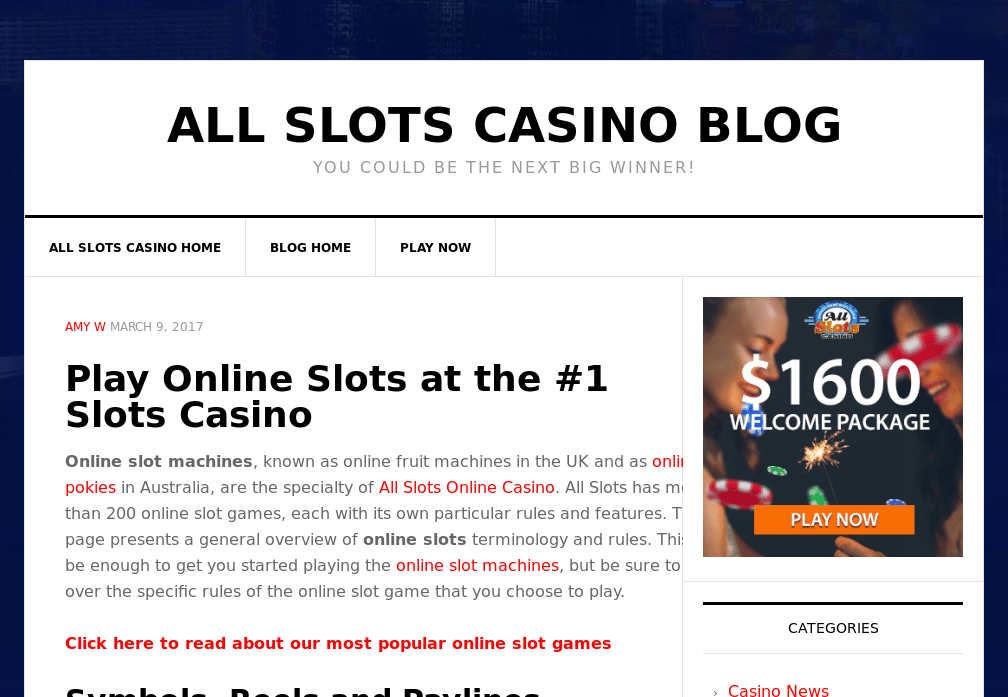 ALL SLOTS CASINO BLOG
YOU COULD BE THE NEXT BIG WINNER!
ALL SLOTS CASINO HOME
BLOG HOME
PLAY NOW
AMY W MARCH 9, 2017
Play Online Slots at the #1
Slots Casino
Online slot machines, known as online fruit machines in the UK and as
pokies in Australia, are the specialty of All Slots Online Casino. All Slots has
than 200 online slot games, each with its own particular rules and features.
page presents a general overview of online slots terminology and rules. This
be enough to get you started playing the online slot machines, but be sure to
over the specific rules of the online slot game that you choose to play.
Click here to read about our most popular online slot games
Symbols, Reels and Paylines
All
Slots
CASINO
$1600
WELCOME PACKAGE
PLAY NOW
CATEGORIES
› Casino News